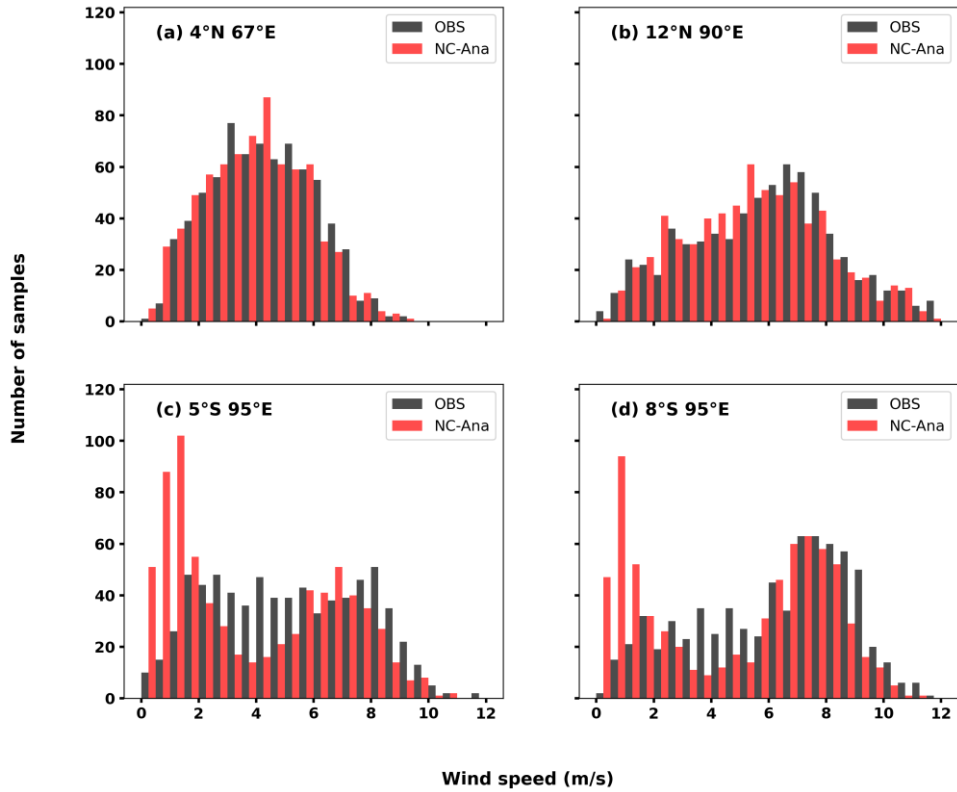 Number of samples
(a) 4°N 67°E
OBS
NC-Ana
120
100
80
60
40
20
0
(b) 12°N 90°E
OBS
NC-Ana
(c) 5°S 95°E
OBS
NC-Ana
120
100
80
60
40
20
0
0 2 4 6 8 10 12
(d) 8°S 95°E
OBS
NC-Ana
0 2 4 6 8 10 12
Wind speed (m/s)